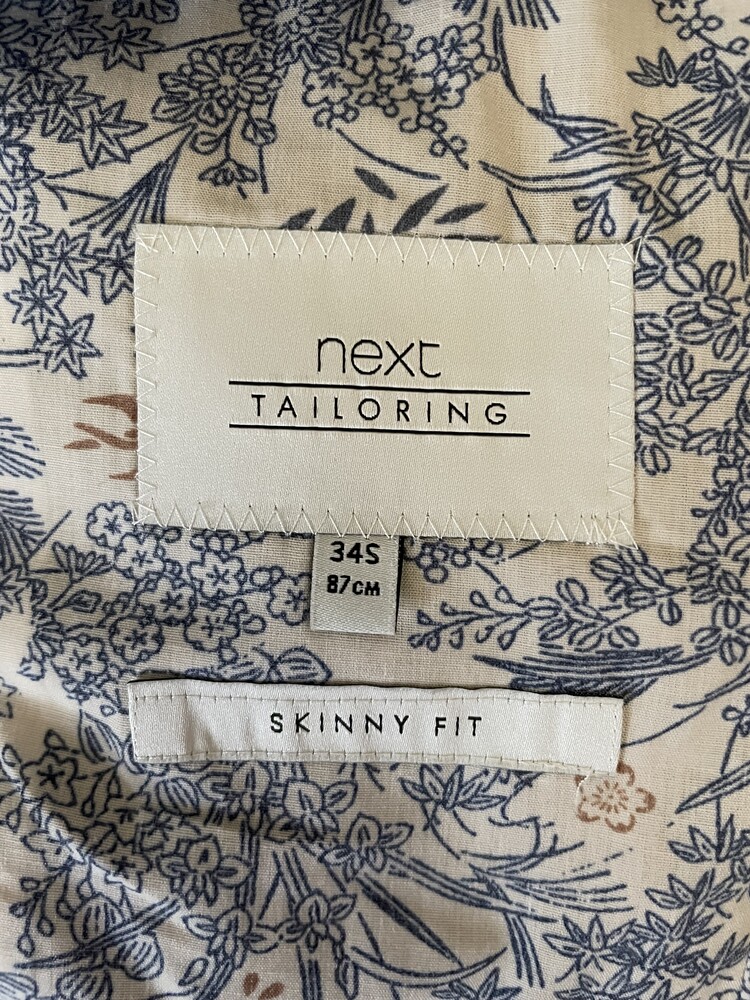 next
TAILORING
34S
87CM
SKINNY FIT